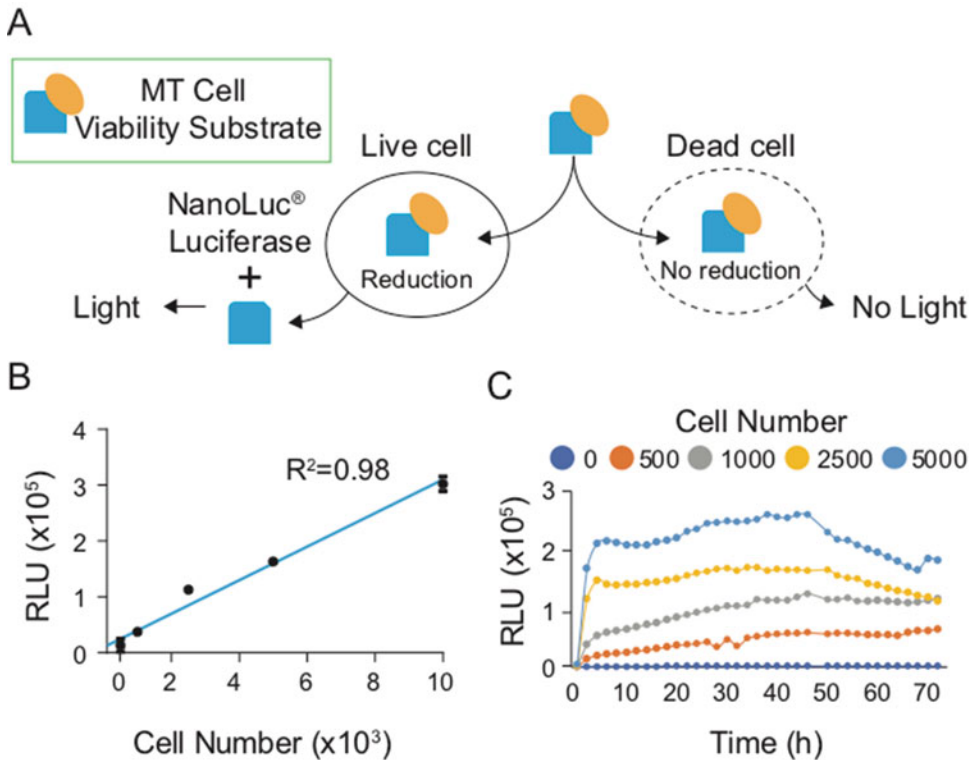 A
MT Cell
Viability Substrate
Live cell
Dead cell
NanoLuc®
Luciferase
+
Reduction
No reduction
Light
No Light
B
4
3
2
1
0
RLU (x10⁵)
R²=0.98
0 2 4 6 8 10
Cell Number (x10³)
C
Cell Number
0 500 1000 2500 5000
3
2
1
0
RLU (x10⁵)
0 10 20 30 40 50 60 70
Time (h)